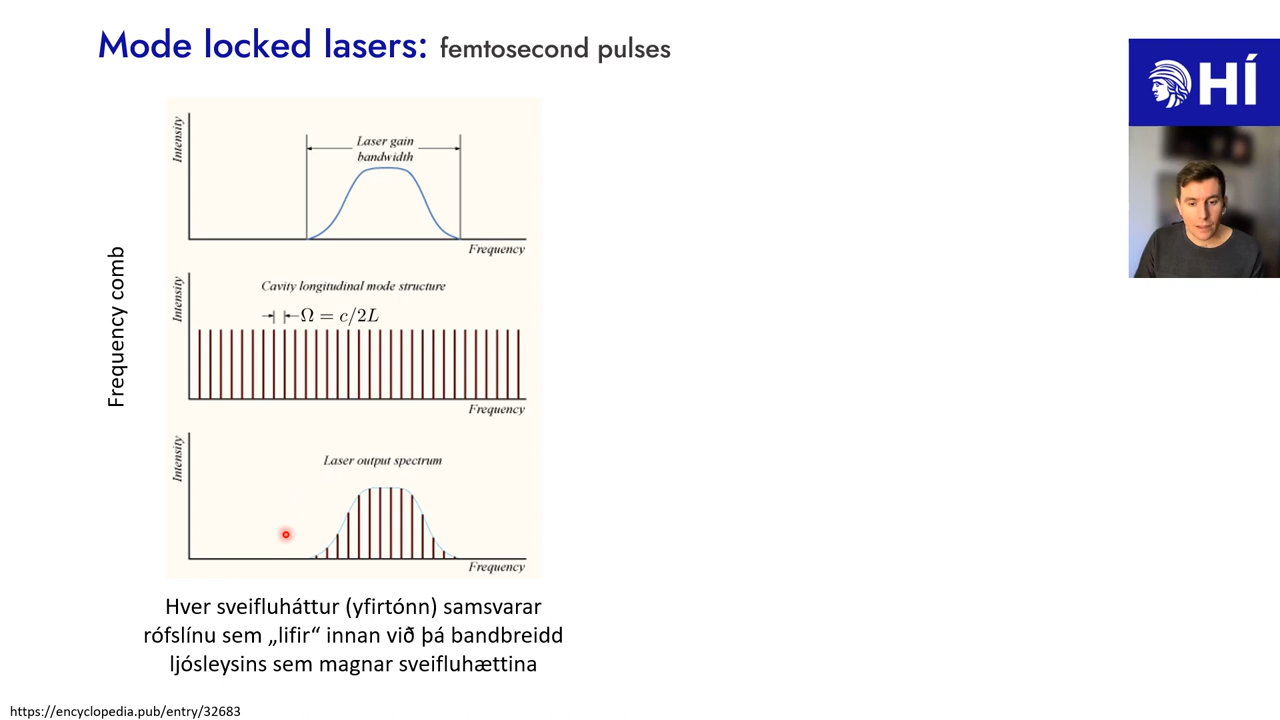 Mode locked lasers: femtosecond pulses
HÍ
Frequency comb
Intensity
Laser gain
bandwidth
Frequency
Intensity
Cavity longitudinal mode structure
Ω = c/2L
Frequency
Intensity
Laser output spectrum
Frequency
Hver sveifluháttur (yfirtónn) samsvarar
rófslínu sem „lifir“ innan við þá bandbreidd
ljósleysins sem magnar sveifluhættina
https://encyclopedia.pub/entry/32683